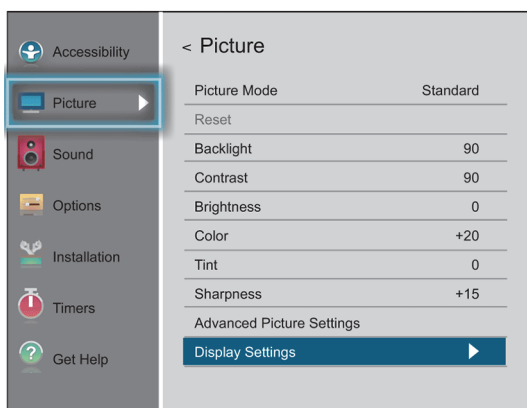 Accessibility
Picture
Sound
Options
Installation
Timers
Get Help
< Picture
Picture Mode Standard
Reset
Backlight 90
Contrast 90
Brightness 0
Color +20
Tint 0
Sharpness +15
Advanced Picture Settings
Display Settings